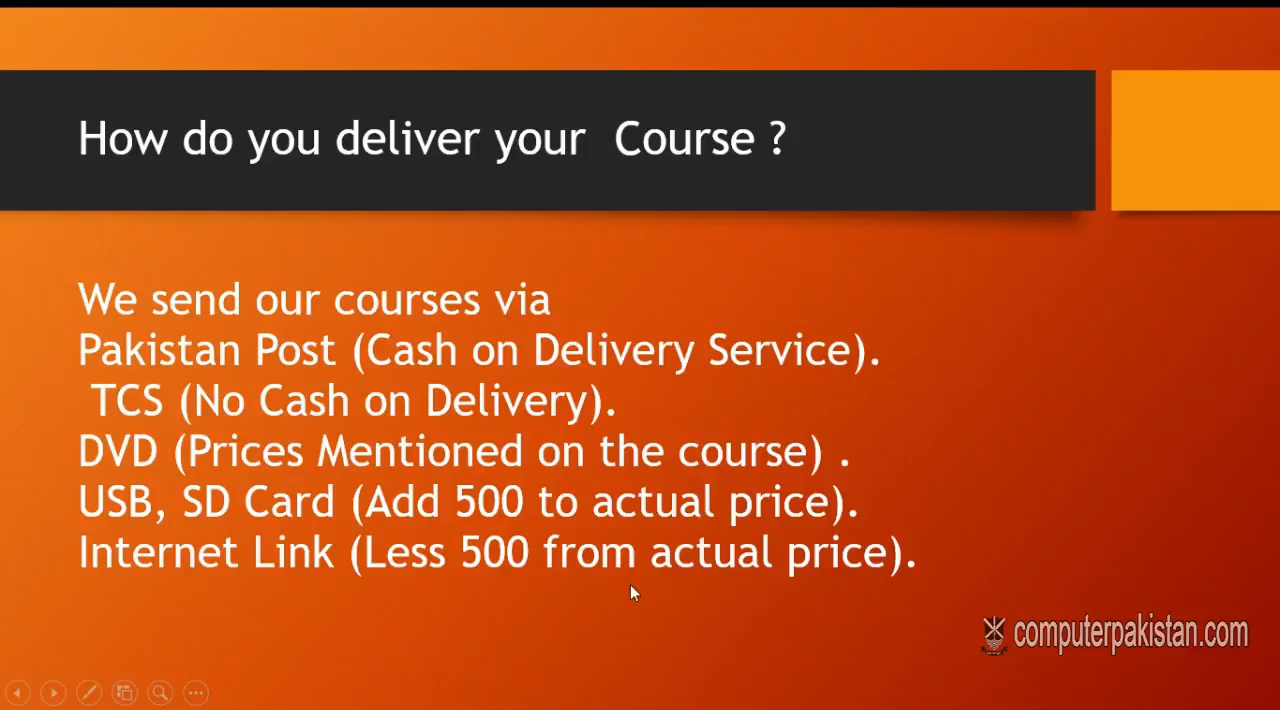 How do you deliver your  Course ?
We send our courses via
Pakistan Post (Cash on Delivery Service).
TCS (No Cash on Delivery).
DVD (Prices Mentioned on the course) .
USB, SD Card (Add 500 to actual price).
Internet Link (Less 500 from actual price).
computerpakistan.com